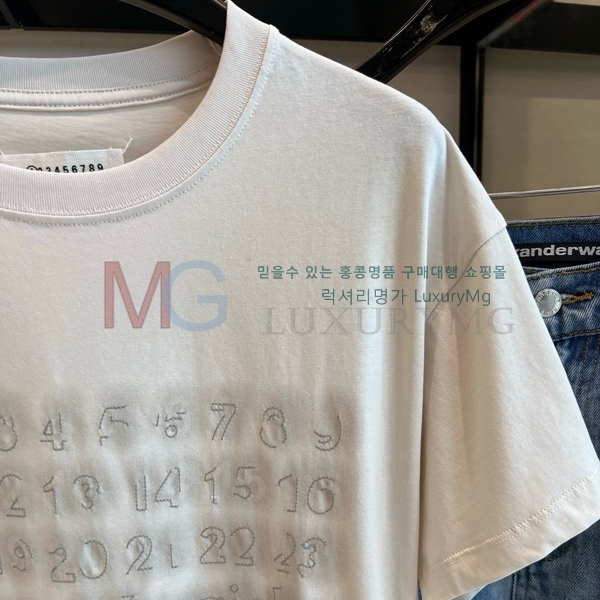 3456789
anderwa
믿을수 있는 홍콩명품 구매대행 쇼핑몰
MG
럭셔리명가 LuxuryMg
LUXURYMG
3 4 5 6 7 8 9
12 13 14 15 16
19 20 21 22 23